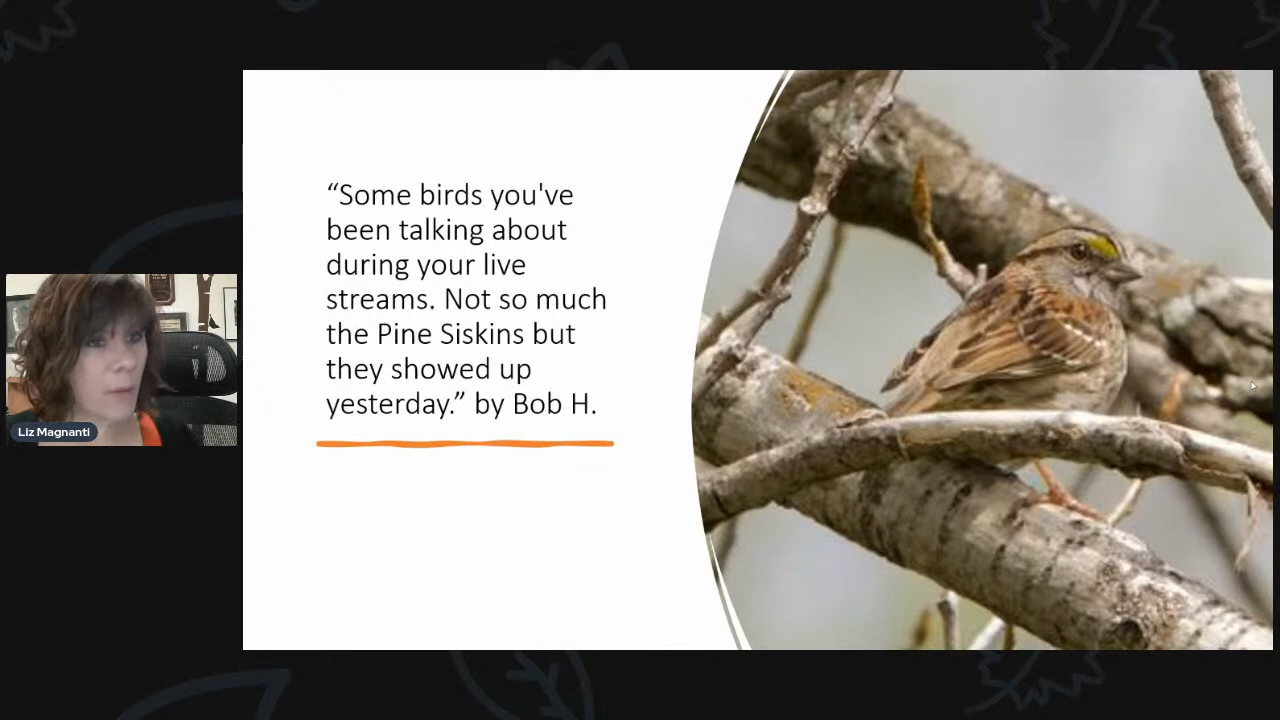 “Some birds you've
been talking about
during your live
streams. Not so much
the Pine Siskins but
they showed up
yesterday.” by Bob H.
Liz Magnanti